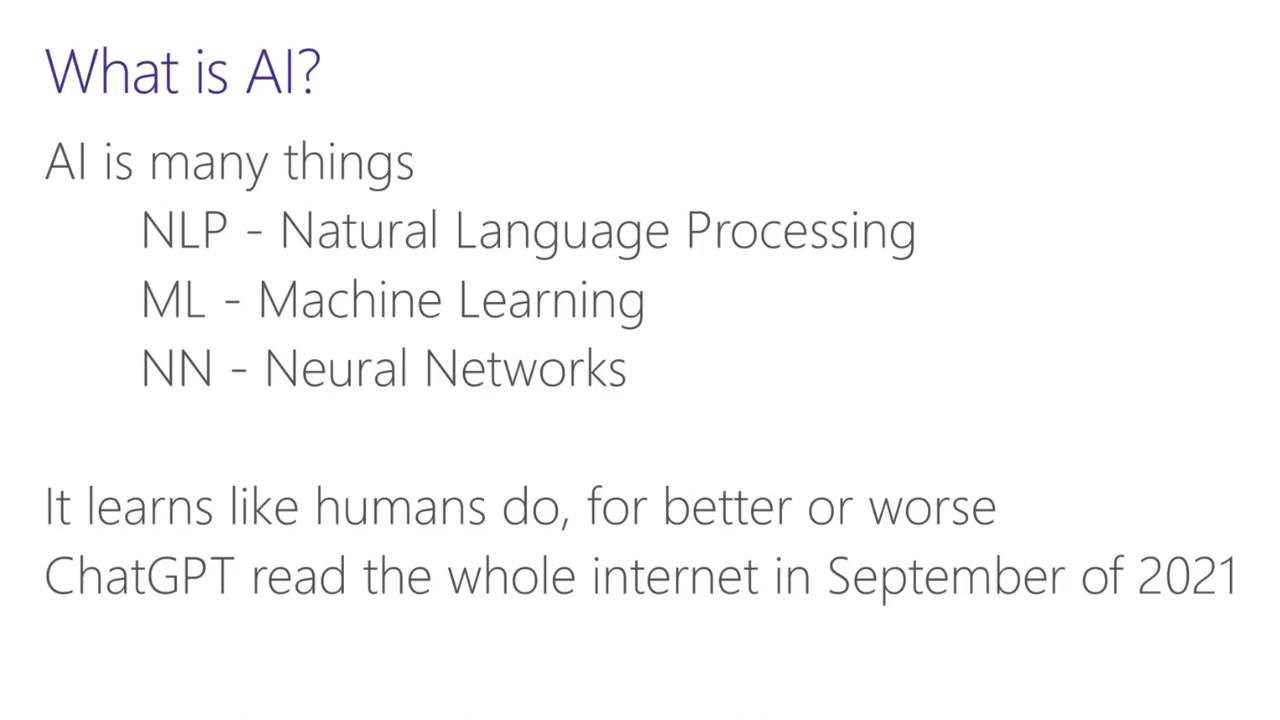 What is AI?
AI is many things
NLP - Natural Language Processing
ML - Machine Learning
NN - Neural Networks
It learns like humans do, for better or worse
ChatGPT read the whole internet in September of 2021